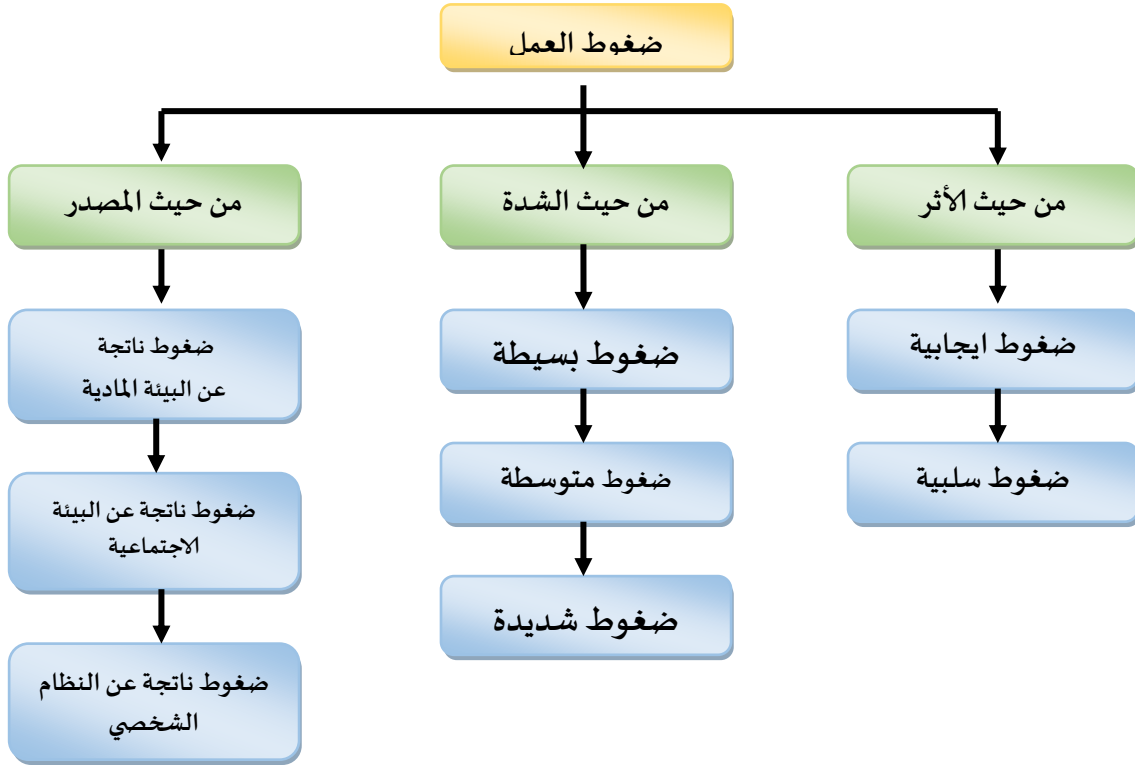 ضغوط العمل
من حيث الأثر
ضغوط ايجابية
ضغوط سلبية
من حيث الشدة
ضغوط بسيطة
ضغوط متوسطة
ضغوط شديدة
من حيث المصدر
ضغوط ناتجة
عن البيئة المادية
ضغوط ناتجة عن البيئة
الاجتماعية
ضغوط ناتجة عن النظام
الشخصي